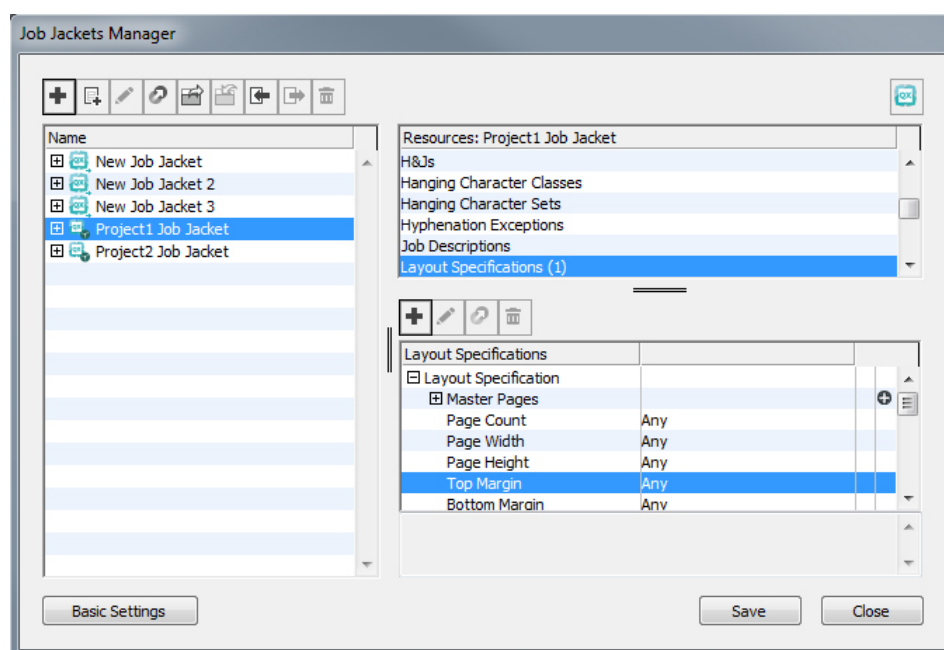 Job Jackets Manager
Name
New Job Jacket
New Job Jacket 2
New Job Jacket 3
Project1 Job Jacket
Project2 Job Jacket
Resources: Project1 Job Jacket
H&Js
Hanging Character Classes
Hanging Character Sets
Hyphenation Exceptions
Job Descriptions
Layout Specifications (1)
Layout Specifications
Layout Specification
Master Pages
Page Count Any
Page Width Any
Page Height Any
Top Margin Any
Bottom Margin Any
Basic Settings
Save
Close